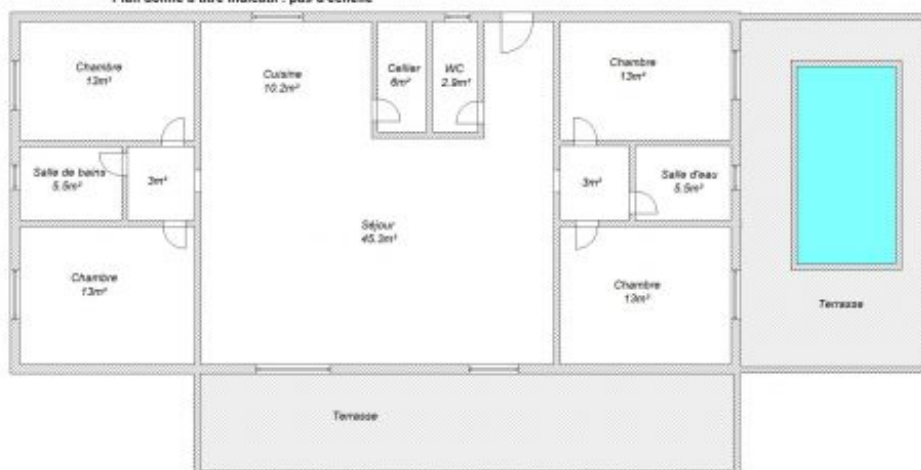 Plan donné à titre indicatif : pas à échelle
Chambre
13m²
Cuisine
10.2m²
Cellier
6m²
WC
2.9m²
Chambre
13m²
Salle de bains
5.5m²
3m²
3m²
Salle d'eau
5.5m²
Séjour
45.3m²
Chambre
13m²
Chambre
13m²
Terrasse
Terrasse